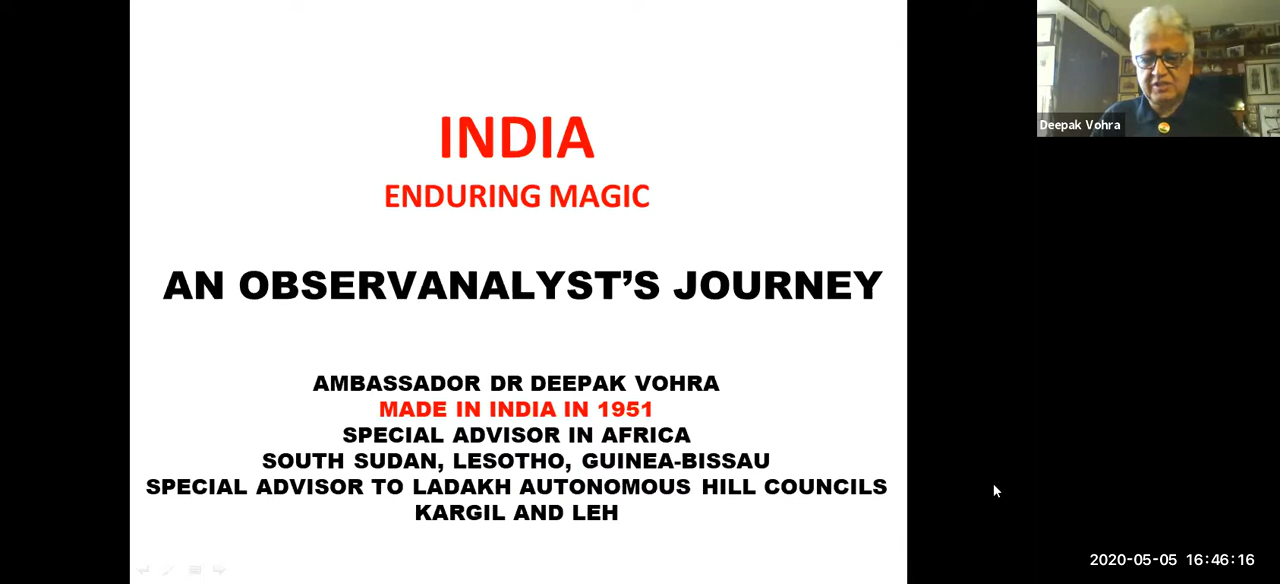 INDIA
ENDURING MAGIC
AN OBSERVANALYST’S JOURNEY
AMBASSADOR DR DEEPAK VOHRA
MADE IN INDIA IN 1951
SPECIAL ADVISOR IN AFRICA
SOUTH SUDAN, LESOTHO, GUINEA-BISSAU
SPECIAL ADVISOR TO LADAKH AUTONOMOUS HILL COUNCILS
KARGIL AND LEH
Deepak Vohra
2020-05-05 16:46:16